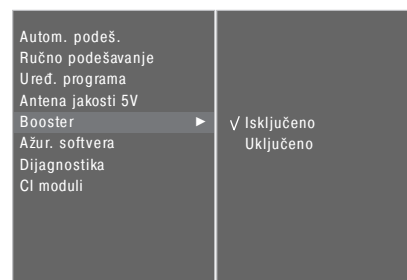 Autom. podeš.
Ručno podešavanje
Uređ. programa
Antena jakosti 5V
Booster ►
Ažur. softvera
Dijagnostika
CI moduli
√ Isključeno
Uključeno